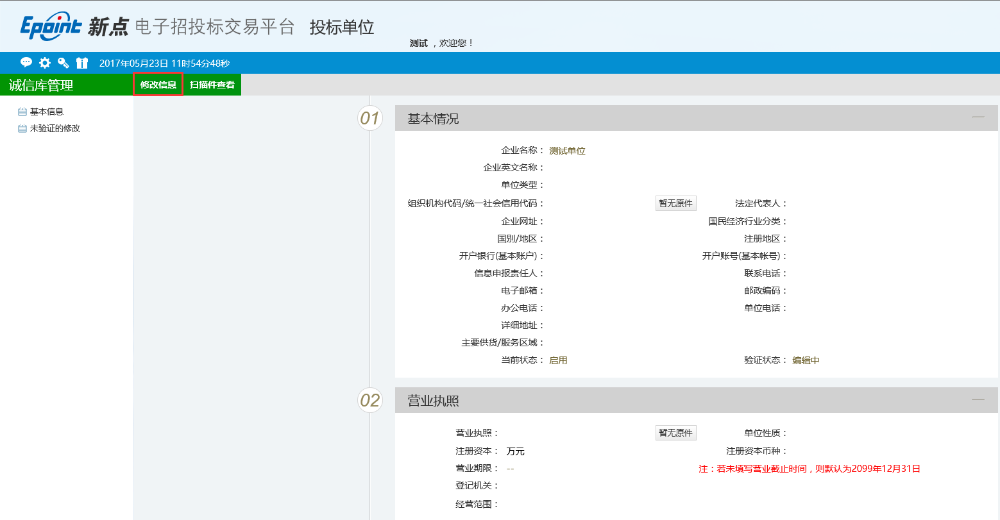 Epoint 新点 电子招投标交易平台 投标单位
测试 ，欢迎您！
2017年05月23日 11时54分48秒
诚信库管理 修改信息 扫描件查看
基本信息
未验证的修改
01 基本情况
企业名称： 测试单位
企业英文名称：
单位类型：
组织机构代码/统一社会信用代码： 暂无原件 法定代表人：
企业网址： 国民经济行业分类：
国别/地区： 注册地区：
开户银行(基本账户)： 开户账号(基本帐号)：
信息申报责任人： 联系电话：
电子邮箱： 邮政编码：
办公电话： 单位电话：
详细地址：
主要供货/服务区域：
当前状态： 启用 验证状态： 编辑中
02 营业执照
营业执照： 暂无原件 单位性质：
注册资本： 万元 注册资本币种：
营业期限： -- 注：若未填写营业截止时间，则默认为2099年12月31日
登记机关：
经营范围：